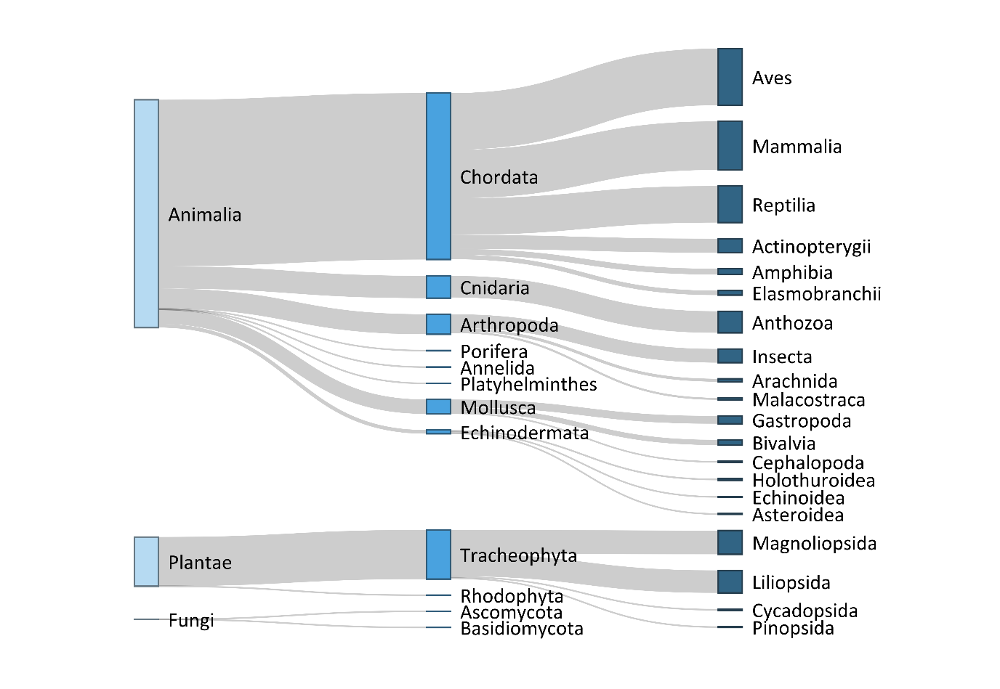 Animalia
Plantae
Fungi
Chordata
Cnidaria
Arthropoda
Porifera
Annelida
Platyhelminthes
Mollusca
Echinodermata
Tracheophyta
Rhodophyta
Ascomycota
Basidiomycota
Aves
Mammalia
Reptilia
Actinopterygii
Amphibia
Elasmobranchii
Anthozoa
Insecta
Arachnida
Malacostraca
Gastropoda
Bivalvia
Cephalopoda
Holothuroidea
Echinoidea
Asteroidea
Magnoliopsida
Liliopsida
Cycadopsida
Pinopsida